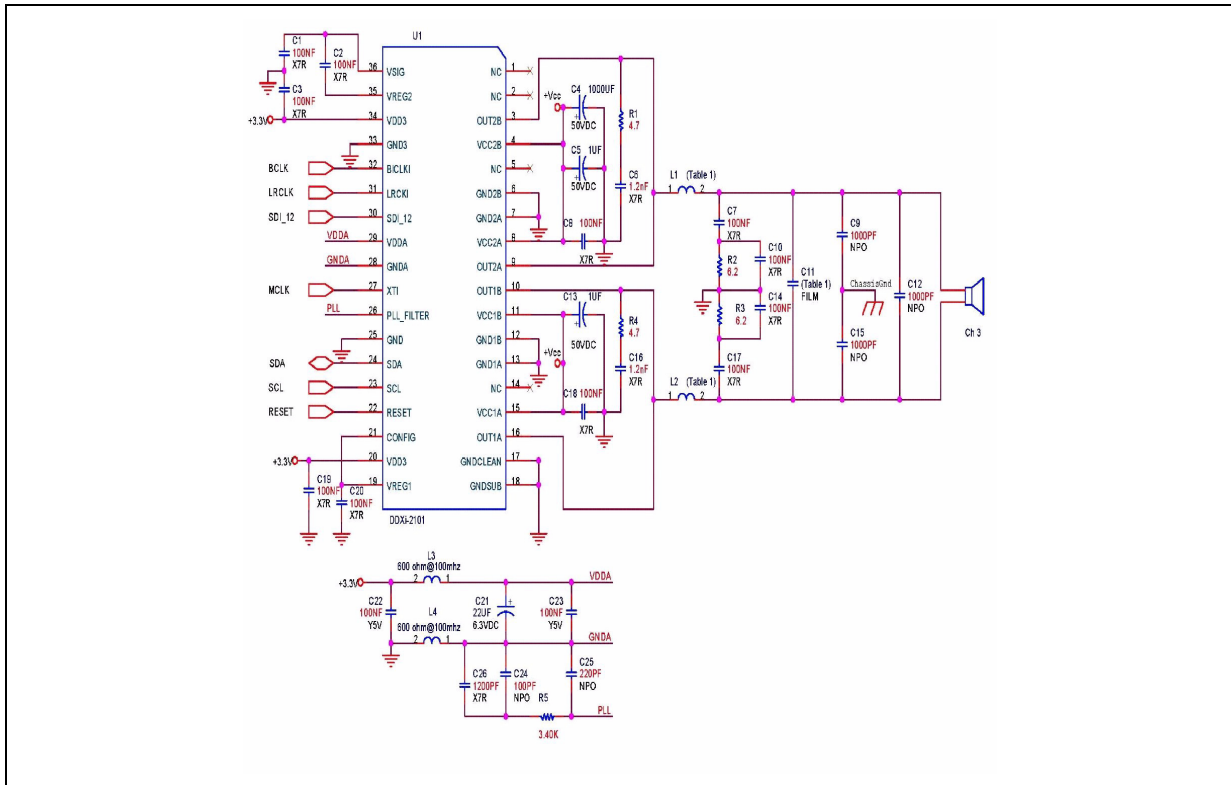 U1
C1
100NF
X7R
C2
100NF
X7R
C3
100NF
X7R
+3.3V
36 VSIG
35 VREG2
34 VDD3
33 GND3
BCLK 32 BICLKI
LRCLK 31 LRCKI
SDI_12 30 SDI_12
VDDA 29 VDDA
GNDA 28 GNDA
MCLK 27 XTI
PLL 26 PLL_FILTER
25 GND
SDA 24 SDA
SCL 23 SCL
RESET 22 RESET
21 CONFIG
+3.3V 20 VDD3
19 VREG1
C19
100NF
X7R
C20
100NF
X7R
DDXi-2101
NC 1
NC 2
OUT2B 3
VCC2B 4
NC 5
GND2B 6
GND2A 7
VCC2A 8
OUT2A 9
OUT1B 10
VCC1B 11
GND1B 12
GND1A 13
NC 14
VCC1A 15
OUT1A 16
GNDCLEAN 17
GNDSUB 18
+Vcc
C4 1000UF
+
50VDC
C5 1UF
+
50VDC
C8 100NF
X7R
R1
4.7
C6
1.2nF
X7R
C13 1UF
+
50VDC
+Vcc
C18 100NF
X7R
R4
4.7
C16
1.2nF
X7R
L1 (Table 1)
1 2
L2 (Table 1)
1 2
C7
100NF
X7R
R2
6.2
C10
100NF
X7R
R3
6.2
C14
100NF
X7R
C17
100NF
X7R
C11
(Table 1)
FILM
C9
1000PF
NPO
ChassisGnd
C15
1000PF
NPO
C12
1000PF
NPO
Ch 3
L3
600 ohm@100mhz
+3.3V 2 1 VDDA
C22
100NF
Y5V
L4
600 ohm@100mhz
2 1 GNDA
C21
22UF
6.3VDC
+
C23
100NF
Y5V
C26
1200PF
X7R
C24
100PF
NPO
C25
220PF
NPO
R5
3.40K
PLL